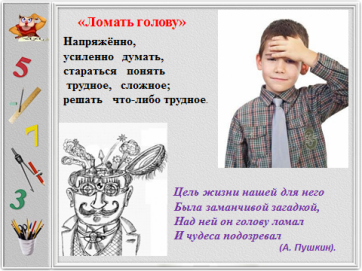 «Ломать голову»
Напряжённо,
усиленно думать,
стараться понять
трудное, сложное;
решать что-либо трудное.
Цель жизни нашей для него
Была заманчивой загадкой,
Над ней он голову ломал
И чудеса подозревал
(А. Пушкин).
5
1
3